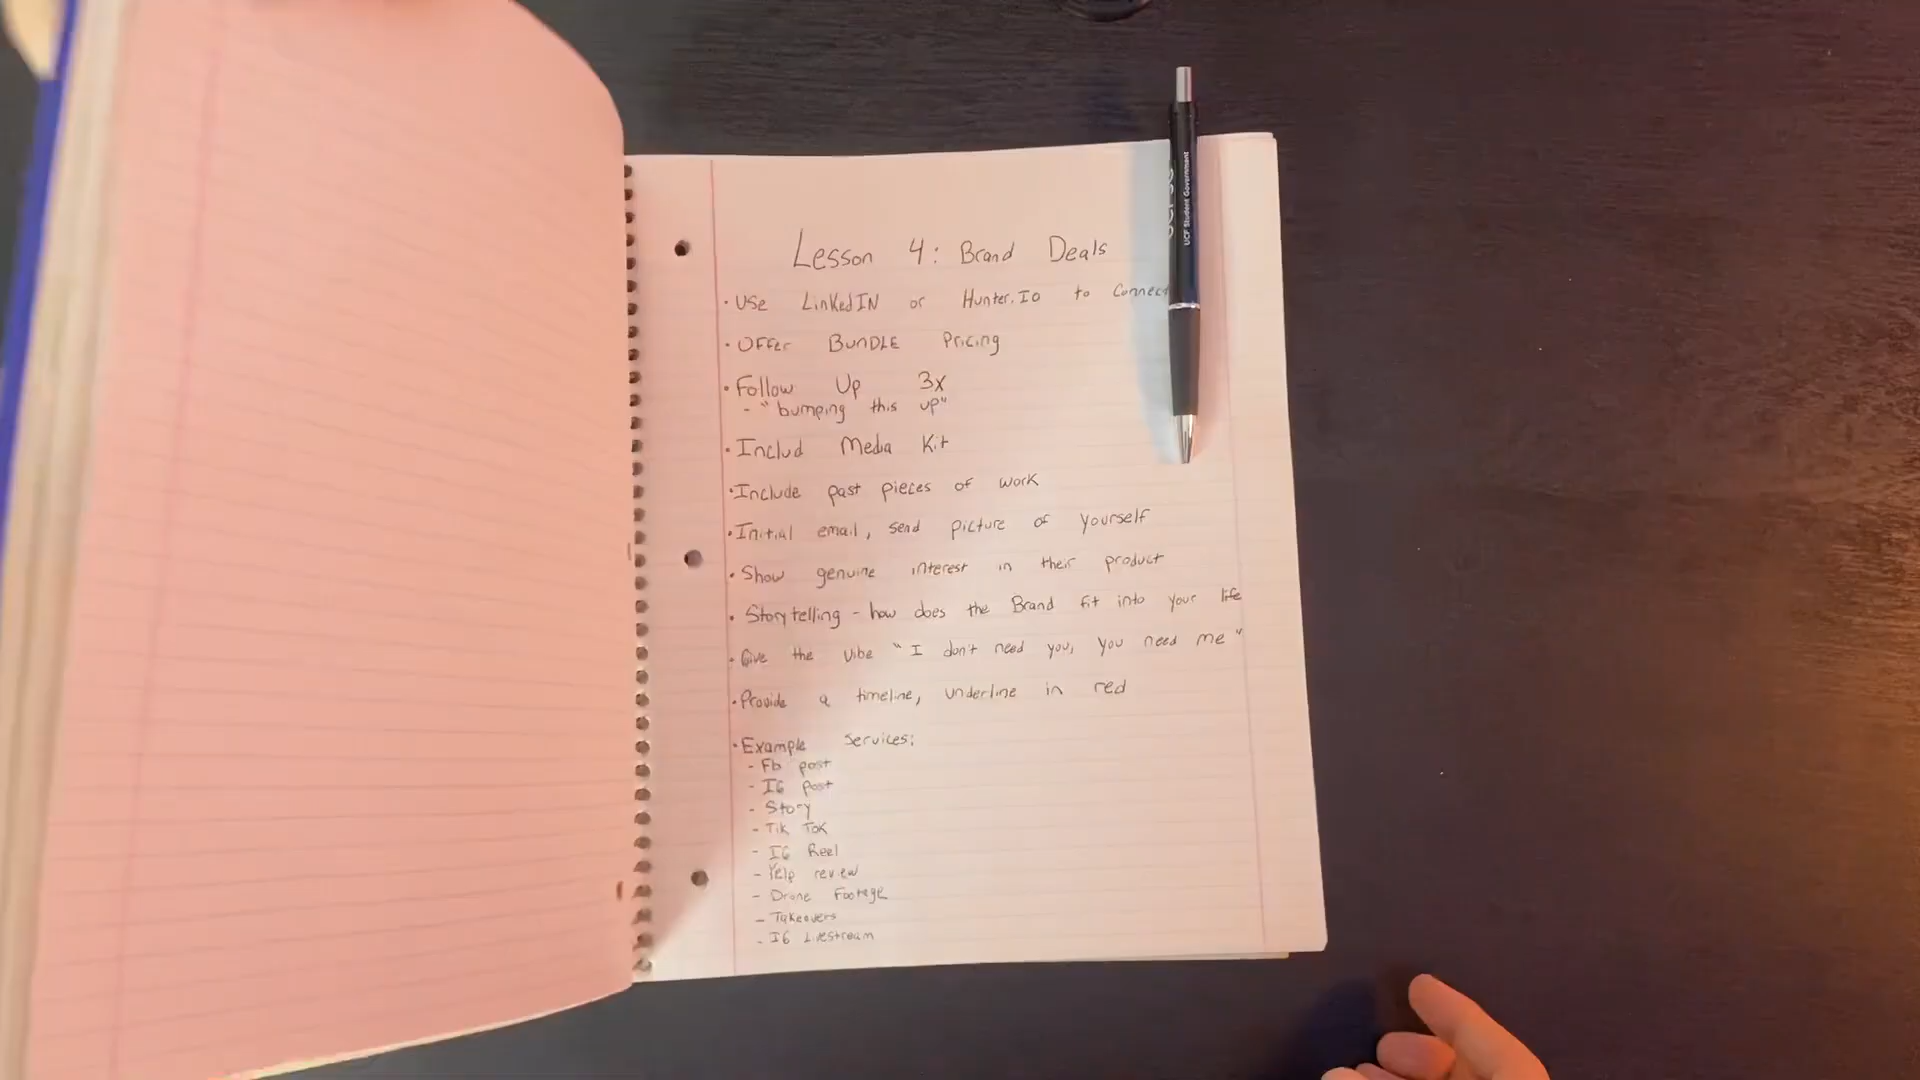 Lesson 4: Brand Deals
• Use LinkedIN or Hunter.Io to Connect
• Offer BUNDLE Pricing
• Follow Up 3x
- "bumping this up"
• Includ Media Kit
• Include past pieces of work
• Initial email, send picture of yourself
• Show genuine interest in their product
• Storytelling - how does the Brand fit into your life
• Give the vibe "I don't need you, you need me"
• Provide a timeline, underline in red
• Example Services:
- Fb post
- IG post
- Story
- Tik Tok
- IG Reel
- Yelp review
- Drone Footage
- Takeovers
- IG Livestream
UCF Student Government